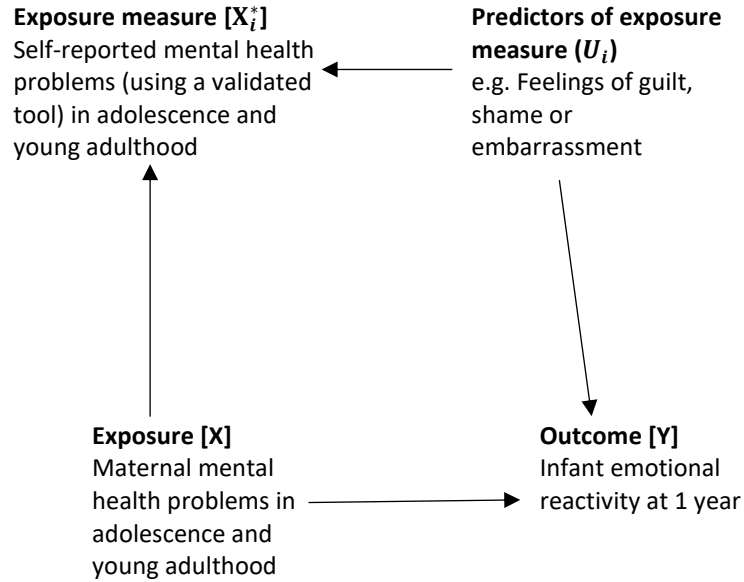 Exposure measure [X*i]
Self-reported mental health
problems (using a validated
tool) in adolescence and
young adulthood
Predictors of exposure
measure (Ui)
e.g. Feelings of guilt,
shame or
embarrassment
Exposure [X]
Maternal mental
health problems in
adolescence and
young adulthood
Outcome [Y]
Infant emotional
reactivity at 1 year